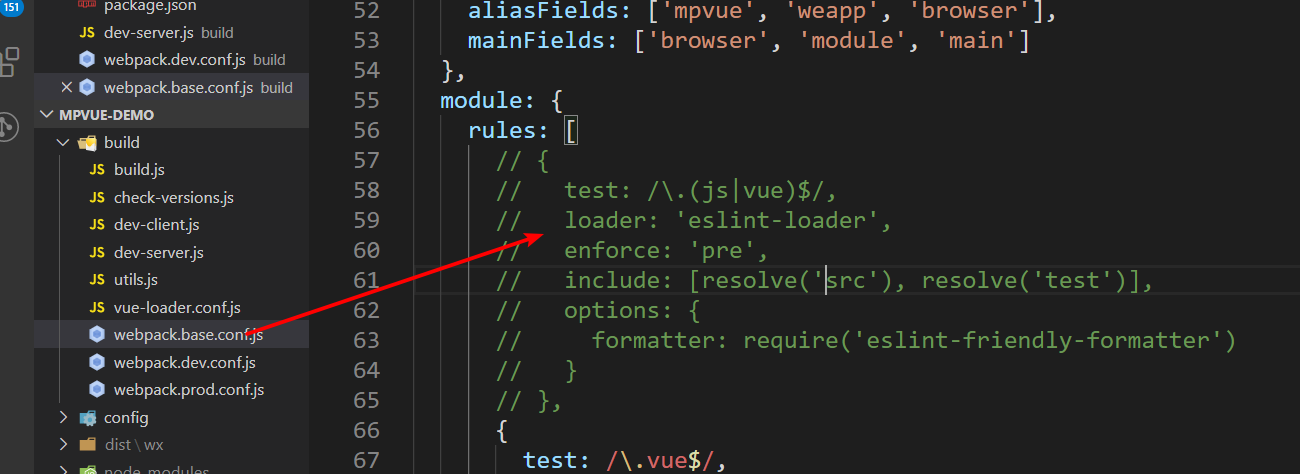 151
package.json
JS dev-server.js build
webpack.dev.conf.js build
webpack.base.conf.js build
MPVUE-DEMO
build
JS build.js
JS check-versions.js
JS dev-client.js
JS dev-server.js
JS utils.js
JS vue-loader.conf.js
webpack.base.conf.js
webpack.dev.conf.js
webpack.prod.conf.js
config
dist \ wx
node_modules
52 aliasFields: ['mpvue', 'weapp', 'browser'],
53 mainFields: ['browser', 'module', 'main']
54 },
55 module: {
56 rules: [
57 // {
58 // test: /\.(js|vue)$/,
59 // loader: 'eslint-loader',
60 // enforce: 'pre',
61 // include: [resolve('src'), resolve('test')],
62 // options: {
63 // formatter: require('eslint-friendly-formatter')
64 // }
65 // },
66 {
67 test: /\.vue$/,